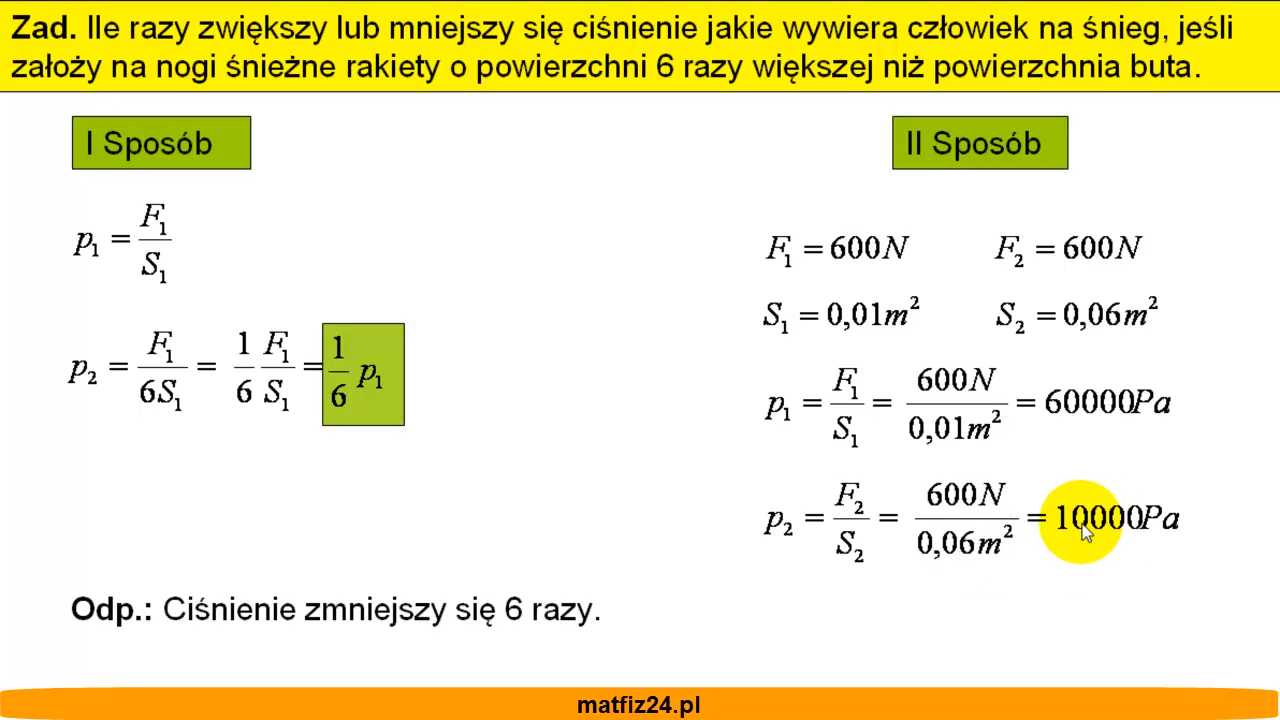 Zad. Ile razy zwiększy lub mniejszy się ciśnienie jakie wywiera człowiek na śnieg, jeśli
założy na nogi śnieżne rakiety o powierzchni 6 razy większej niż powierzchnia buta.
I Sposób
p₁ = F₁/S₁
p₂ = F₁/6S₁ = 1/6 F₁/S₁ = 1/6 p₁
II Sposób
F₁ = 600N F₂ = 600N
S₁ = 0,01m² S₂ = 0,06m²
p₁ = F₁/S₁ = 600N/0,01m² = 60000Pa
p₂ = F₂/S₂ = 600N/0,06m² = 10000Pa
Odp.: Ciśnienie zmniejszy się 6 razy.
matfiz24.pl